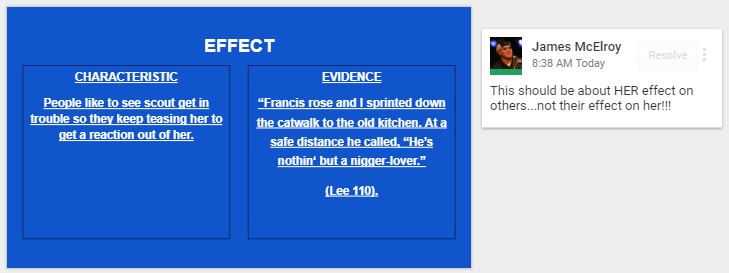 EFFECT
CHARACTERISTIC
People like to see scout get in
trouble so they keep teasing her to
get a reaction out of her.
EVIDENCE
“Francis rose and I sprinted down
the catwalk to the old kitchen. At a
safe distance he called, “He’s
nothin‘ but a nigger-lover.”
(Lee 110).
James McElroy
8:38 AM Today
Resolve
This should be about HER effect on
others...not their effect on her!!!